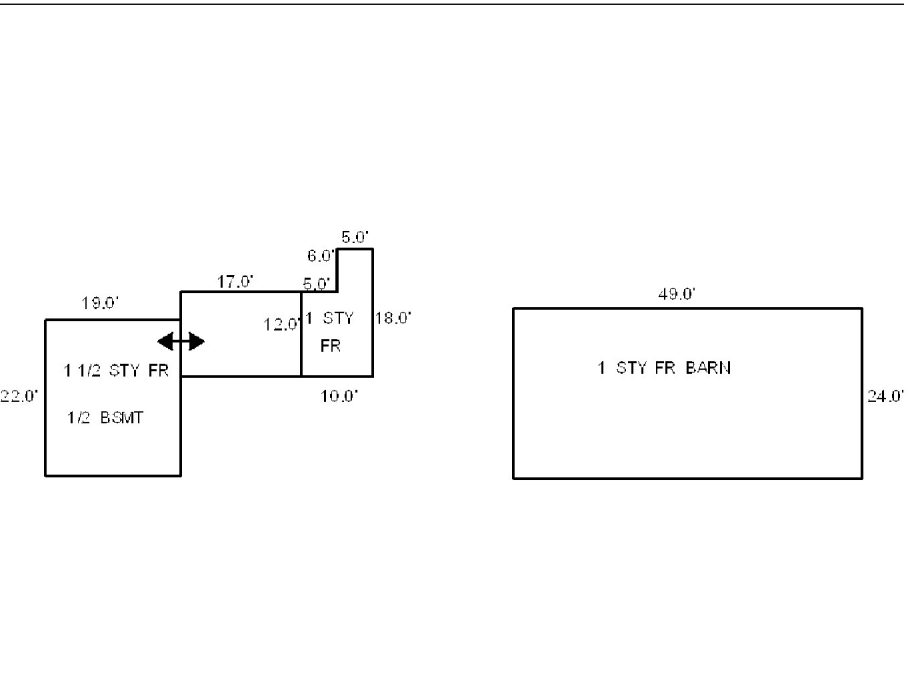 5.0'
6.0'
17.0'
5.0'
19.0'
12.0'
1 STY
FR
18.0'
1 1/2 STY FR
22.0'
10.0'
1/2 BSMT
49.0'
1 STY FR BARN
24.0'